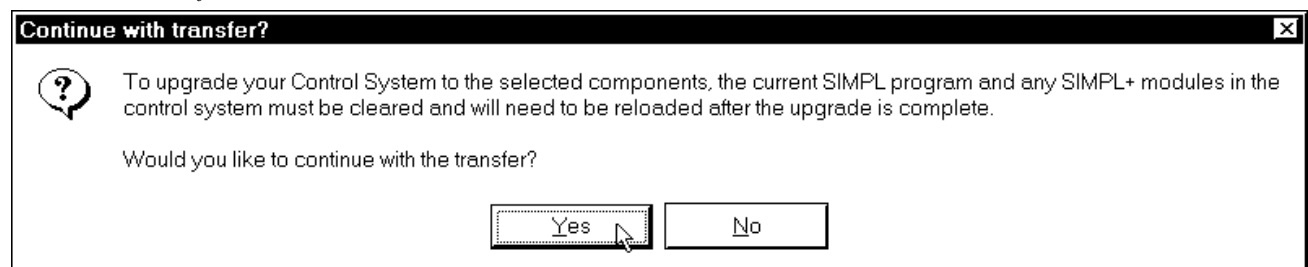 Continue with transfer?
To upgrade your Control System to the selected components, the current SIMPL program and any SIMPL+ modules in the
control system must be cleared and will need to be reloaded after the upgrade is complete.
Would you like to continue with the transfer?
Yes
No